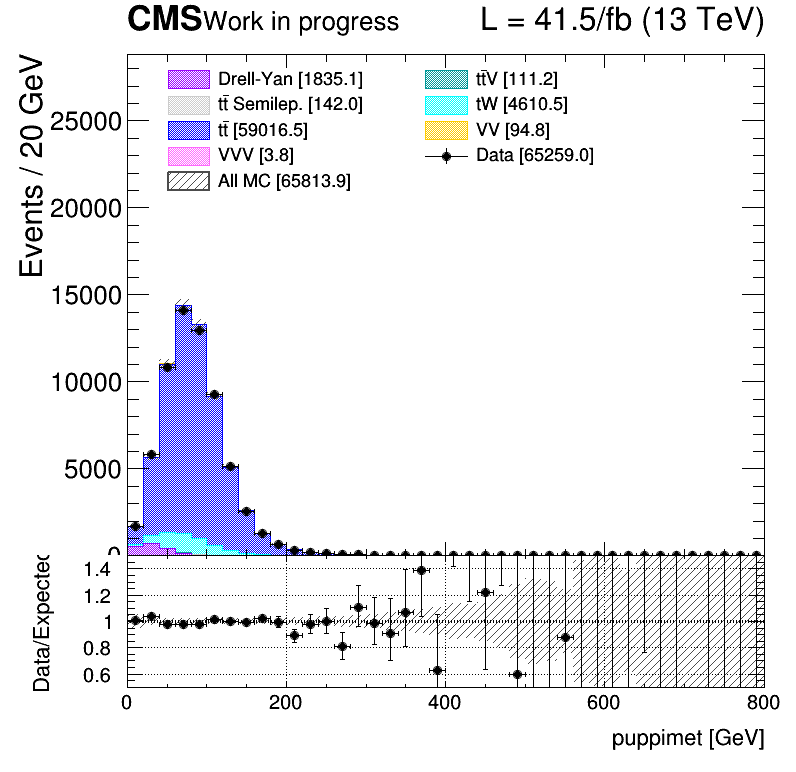 CMS Work in progress L = 41.5/fb (13 TeV)
Events / 20 GeV
25000
20000
15000
10000
5000
0
Drell-Yan [1835.1]
tt̄ Semilep. [142.0]
tt̄ [59016.5]
VVV [3.8]
All MC [65813.9]
tt̄V [111.2]
tW [4610.5]
VV [94.8]
Data [65259.0]
Data/Expected
1.4
1.2
1
0.8
0.6
0 200 400 600 800
puppimet [GeV]